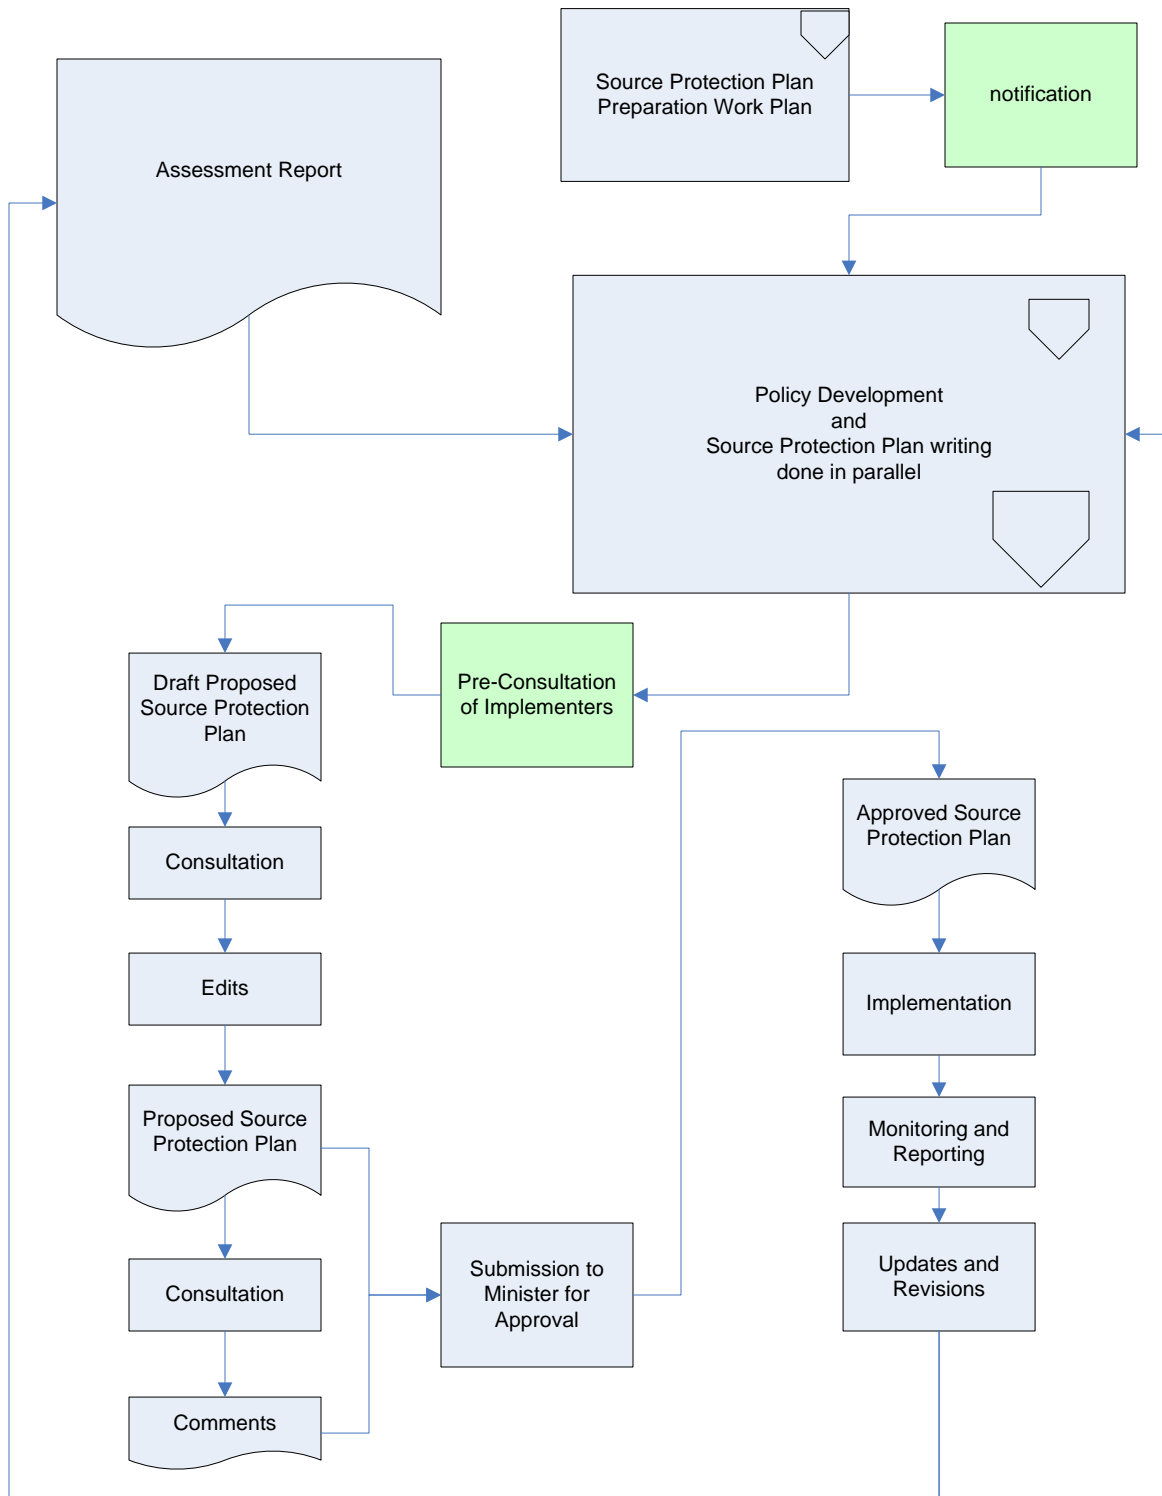 Source Protection Plan
Preparation Work Plan
notification
Assessment Report
Policy Development
and
Source Protection Plan writing
done in parallel
Pre-Consultation
of Implementers
Draft Proposed
Source Protection
Plan
Consultation
Edits
Proposed Source
Protection Plan
Consultation
Comments
Submission to
Minister for
Approval
Approved Source
Protection Plan
Implementation
Monitoring and
Reporting
Updates and
Revisions